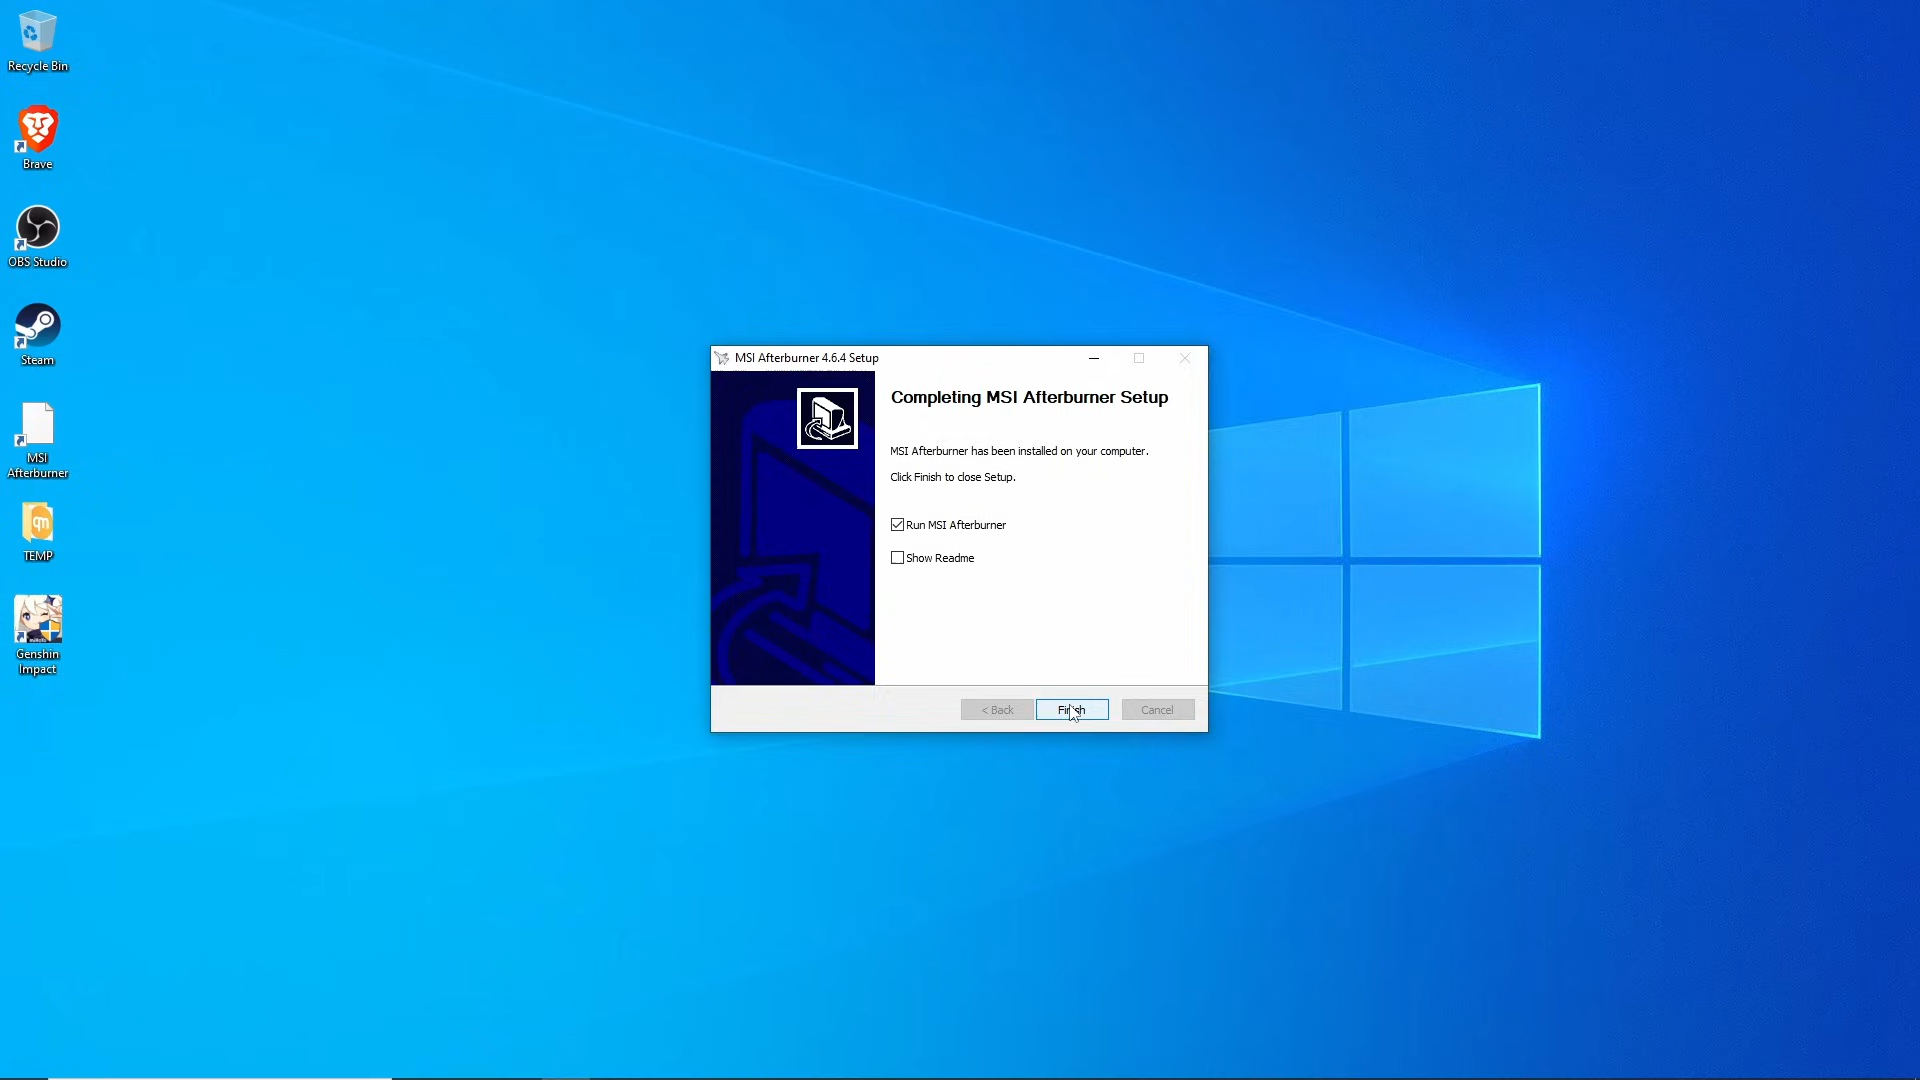 Recycle Bin
Brave
OBS Studio
Steam
MSI
Afterburner
TEMP
Genshin
Impact
MSI Afterburner 4.6.4 Setup
Completing MSI Afterburner Setup
MSI Afterburner has been installed on your computer.
Click Finish to close Setup.
Run MSI Afterburner
Show Readme
< Back
Finish
Cancel